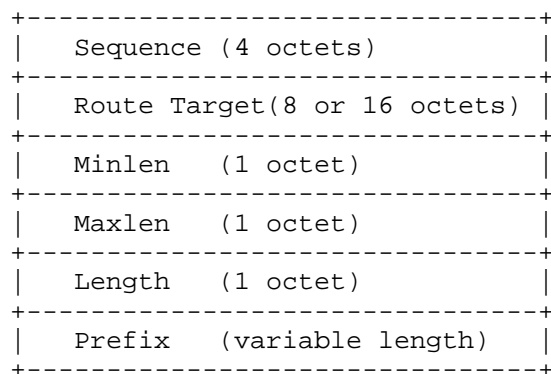 Sequence (4 octets)
Route Target(8 or 16 octets)
Minlen (1 octet)
Maxlen (1 octet)
Length (1 octet)
Prefix (variable length)